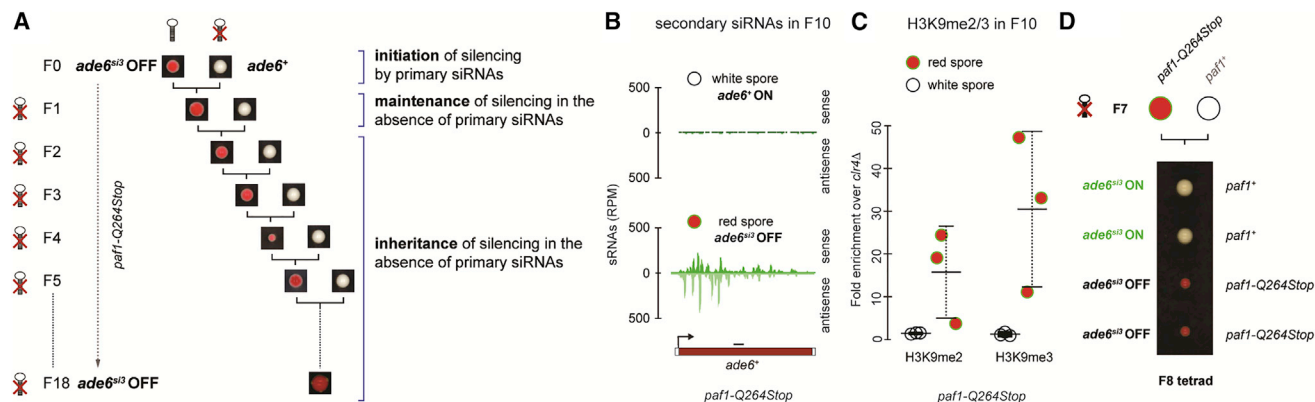 A
F0
ade6si3 OFF
ade6+
initiation of silencing
by primary siRNAs
F1
maintenance of silencing in the
absence of primary siRNAs
F2
F3
F4
F5
paf1-Q264Stop
inheritance of silencing in the
absence of primary siRNAs
F18 ade6si3 OFF
B
secondary siRNAs in F10
white spore
ade6+ ON
500
0
500
sense
antisense
sRNAs (RPM)
red spore
ade6si3 OFF
500
0
500
sense
antisense
ade6+
paf1-Q264Stop
C
H3K9me2/3 in F10
red spore
white spore
Fold enrichment over clr4Δ
50
40
30
20
10
0
H3K9me2
H3K9me3
paf1-Q264Stop
D
paf1-Q264Stop
paf1+
F7
ade6si3 ON
paf1+
ade6si3 ON
paf1+
ade6si3 OFF
paf1-Q264Stop
ade6si3 OFF
paf1-Q264Stop
F8 tetrad